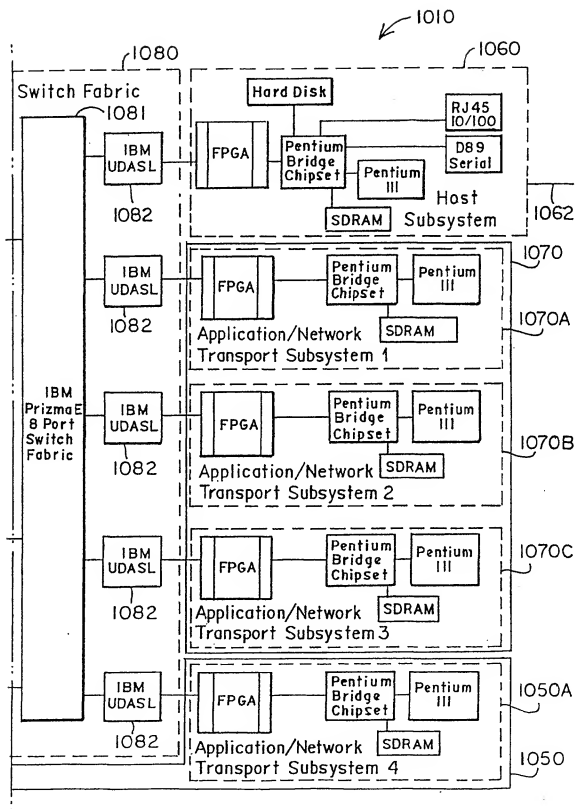 1010
1080
1060
Switch Fabric
1081
Hard Disk
RJ45
10/100
FPGA
Pentium
Bridge
Chipset
D89
Serial
IBM
UDASL
Pentium
III
1082
SDRAM
Host
Subsystem
1062
IBM
UDASL
1082
FPGA
Pentium
Bridge
Chipset
Pentium
III
SDRAM
1070
1070A
Application/Network
Transport Subsystem 1
IBM
PrizmaE
8 Port
Switch
Fabric
IBM
UDASL
1082
FPGA
Pentium
Bridge
Chipset
Pentium
III
SDRAM
1070B
Application/Network
Transport Subsystem 2
IBM
UDASL
1082
FPGA
Pentium
Bridge
Chipset
Pentium
III
SDRAM
1070C
Application/Network
Transport Subsystem 3
IBM
UDASL
1082
FPGA
Pentium
Bridge
Chipset
Pentium
III
SDRAM
1050A
Application/Network
Transport Subsystem 4
1050